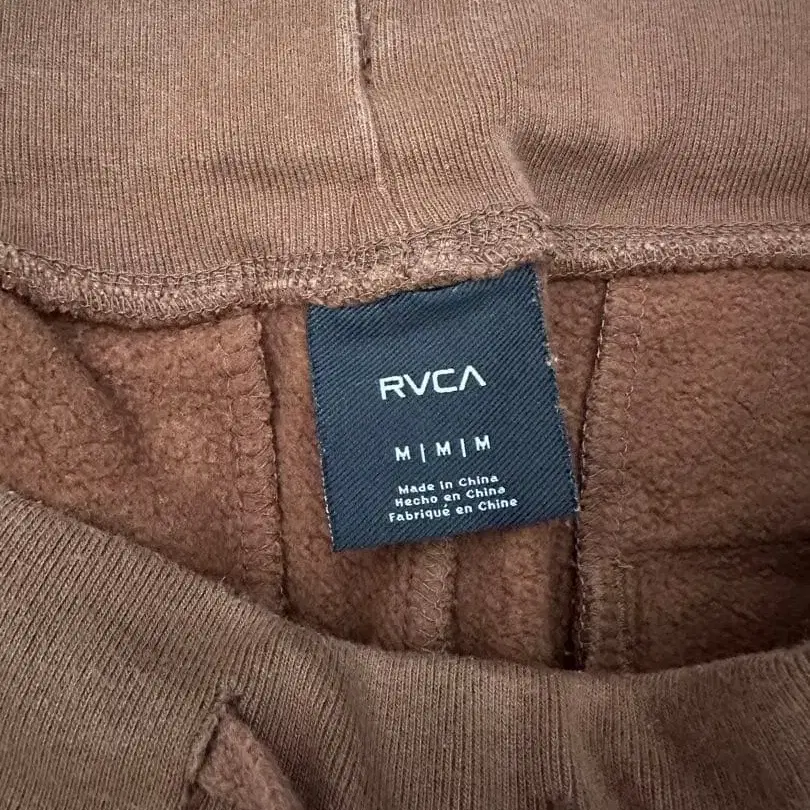 RVCA
M | M | M
Made in China
Hecho en China
Fabriqué en Chine